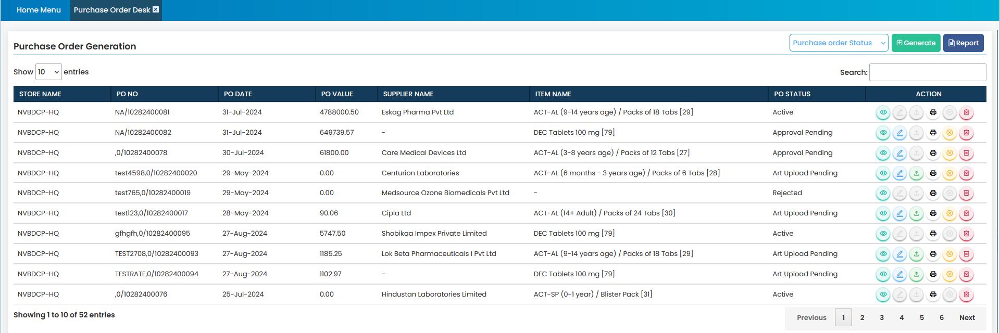 Home Menu Purchase Order Desk
Purchase Order Generation Purchase order Status Generate Report
Show 10 entries Search:
STORE NAME PO NO PO DATE PO VALUE SUPPLIER NAME ITEM NAME PO STATUS ACTION
NVBDCP-HQ NA/10282400081 31-Jul-2024 4788000.50 Eskag Pharma Pvt Ltd ACT-AL (9-14 years age) / Packs of 18 Tabs [29] Active
NVBDCP-HQ NA/10282400082 31-Jul-2024 649739.57 - DEC Tablets 100 mg [79] Approval Pending
NVBDCP-HQ ,0/10282400078 30-Jul-2024 61800.00 Care Medical Devices Ltd ACT-AL (3-8 years age) / Packs of 12 Tabs [27] Approval Pending
NVBDCP-HQ test4598,0/10282400020 29-May-2024 0.00 Centurion Laboratories ACT-AL (6 months - 3 years age) / Packs of 6 Tabs [28] Art Upload Pending
NVBDCP-HQ test765,0/10282400019 29-May-2024 0.00 Medsource Ozone Biomedicals Pvt Ltd - Rejected
NVBDCP-HQ test123,0/10282400017 28-May-2024 90.06 Cipla Ltd ACT-AL (14+ Adult) / Packs of 24 Tabs [30] Art Upload Pending
NVBDCP-HQ gfhgfh,0/10282400095 27-Aug-2024 5747.50 Shobikaa Impex Private Limited DEC Tablets 100 mg [79] Active
NVBDCP-HQ TEST2708,0/10282400093 27-Aug-2024 1185.25 Lok Beta Pharmaceuticals I Pvt Ltd ACT-AL (9-14 years age) / Packs of 18 Tabs [29] Art Upload Pending
NVBDCP-HQ TESTRATE,0/10282400094 27-Aug-2024 1102.97 - DEC Tablets 100 mg [79] Art Upload Pending
NVBDCP-HQ ,0/10282400076 25-Jul-2024 0.00 Hindustan Laboratories Limited ACT-SP (0-1 year) / Blister Pack [31] Active
Showing 1 to 10 of 52 entries Previous 1 2 3 4 5 6 Next